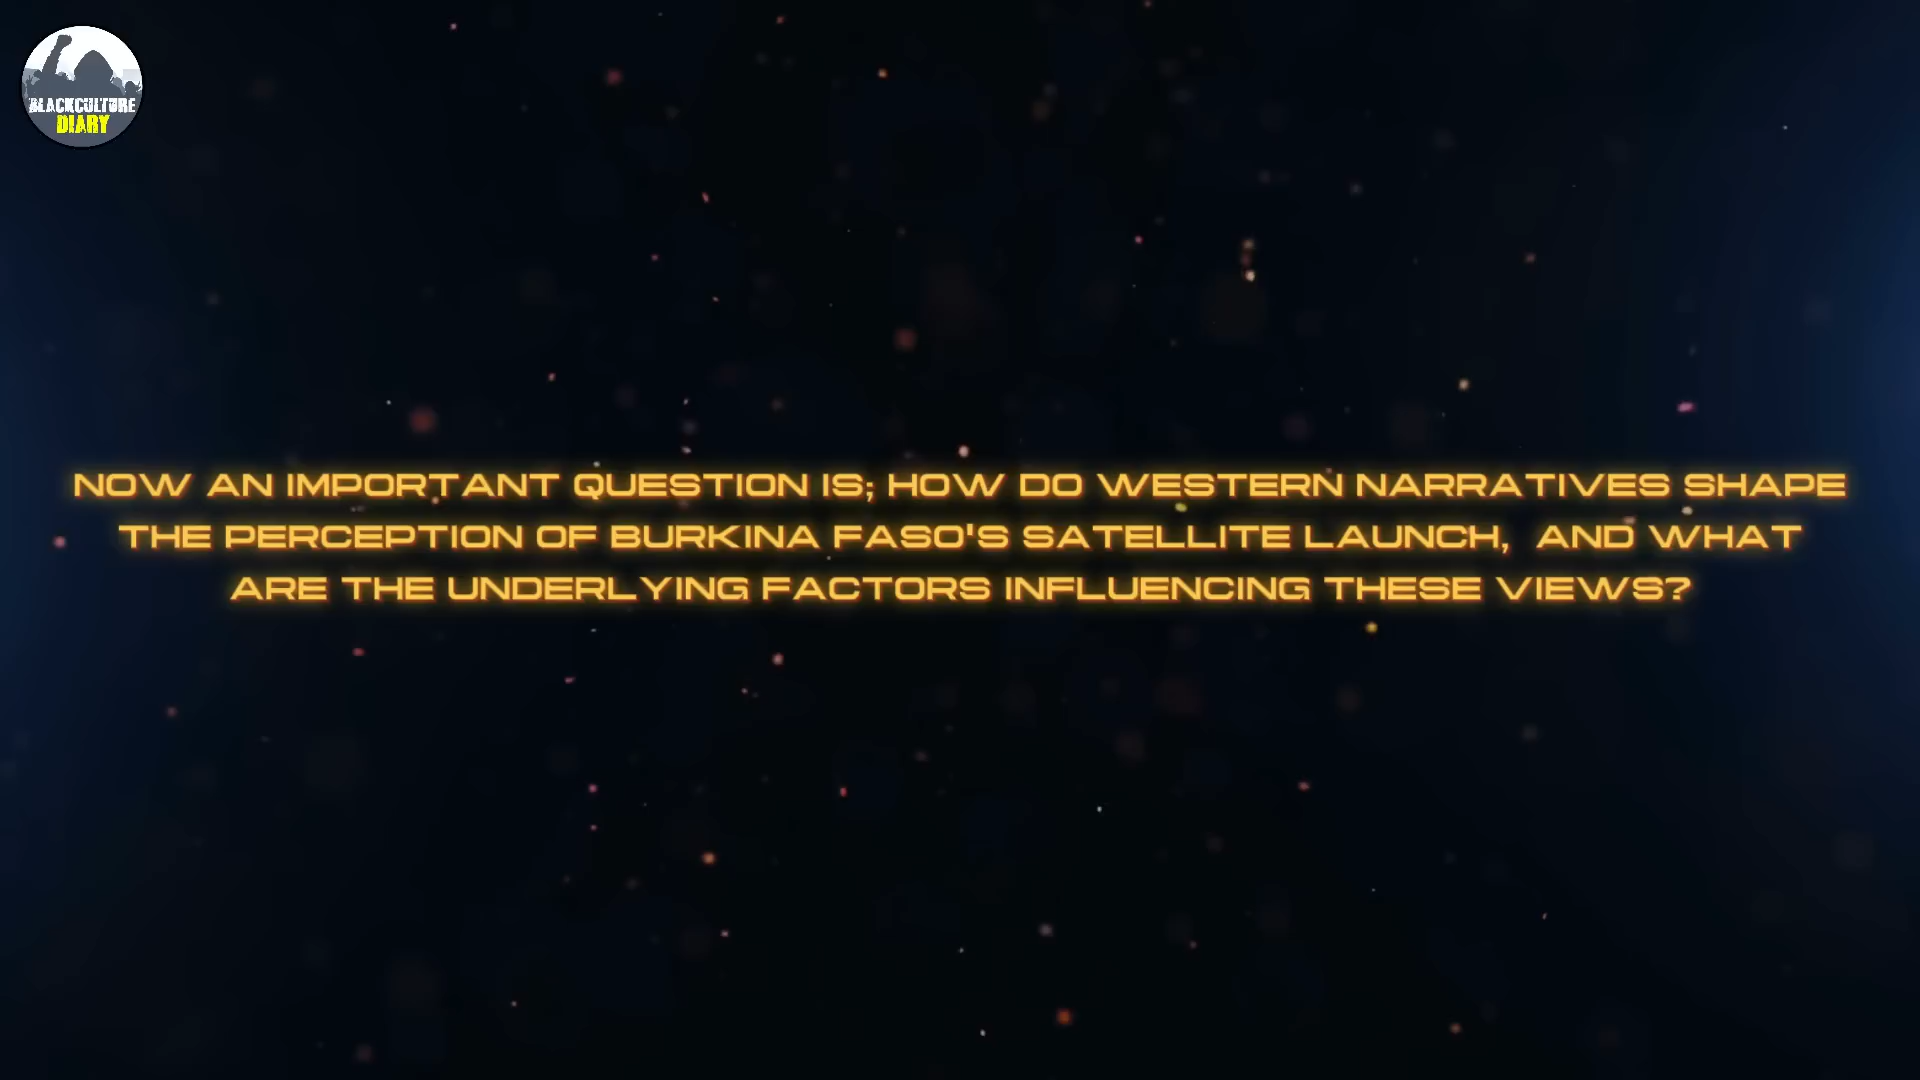 BLACKCULTURE
DIARY
NOW AN IMPORTANT QUESTION IS; HOW DO WESTERN NARRATIVES SHAPE
THE PERCEPTION OF BURKINA FASO'S SATELLITE LAUNCH, AND WHAT
ARE THE UNDERLYING FACTORS INFLUENCING THESE VIEWS?